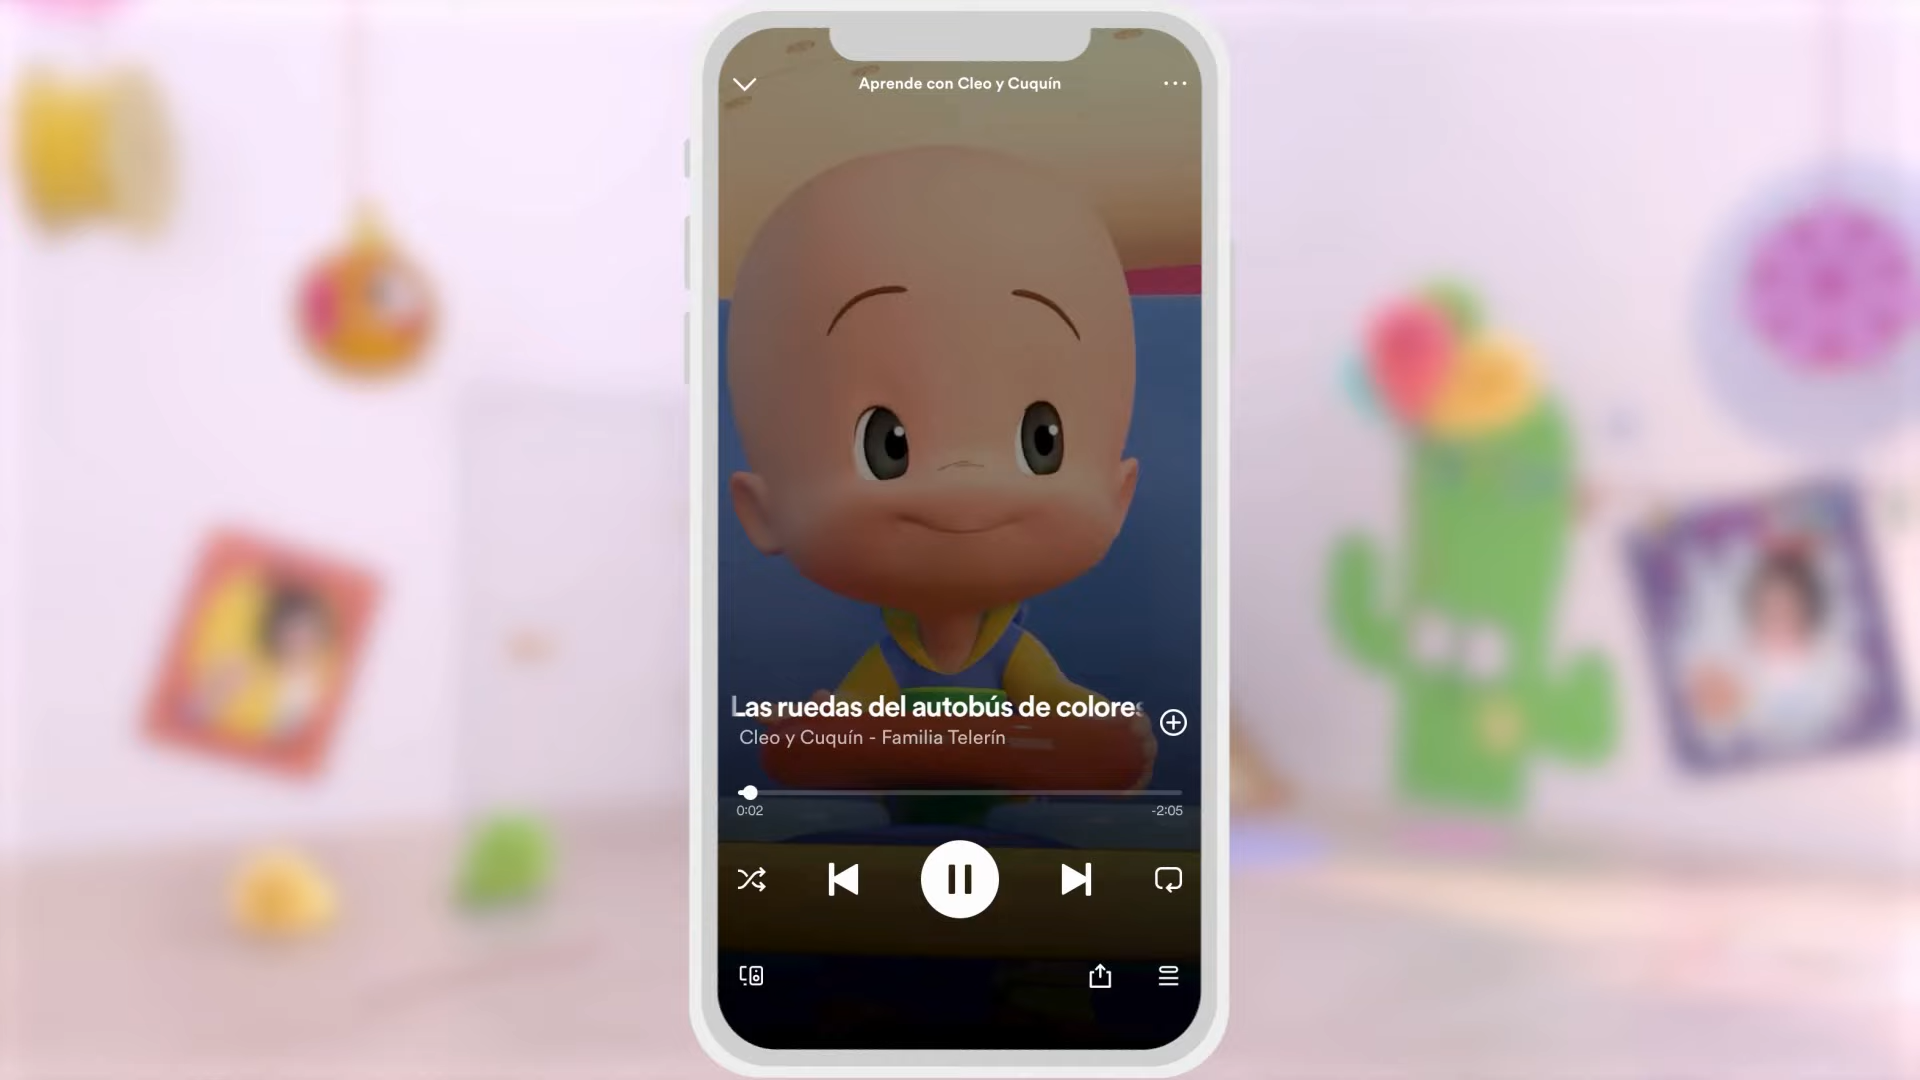 Aprende con Cleo y Cuquín
Las ruedas del autobús de colores
Cleo y Cuquín - Familia Telerín
0:02
-2:05